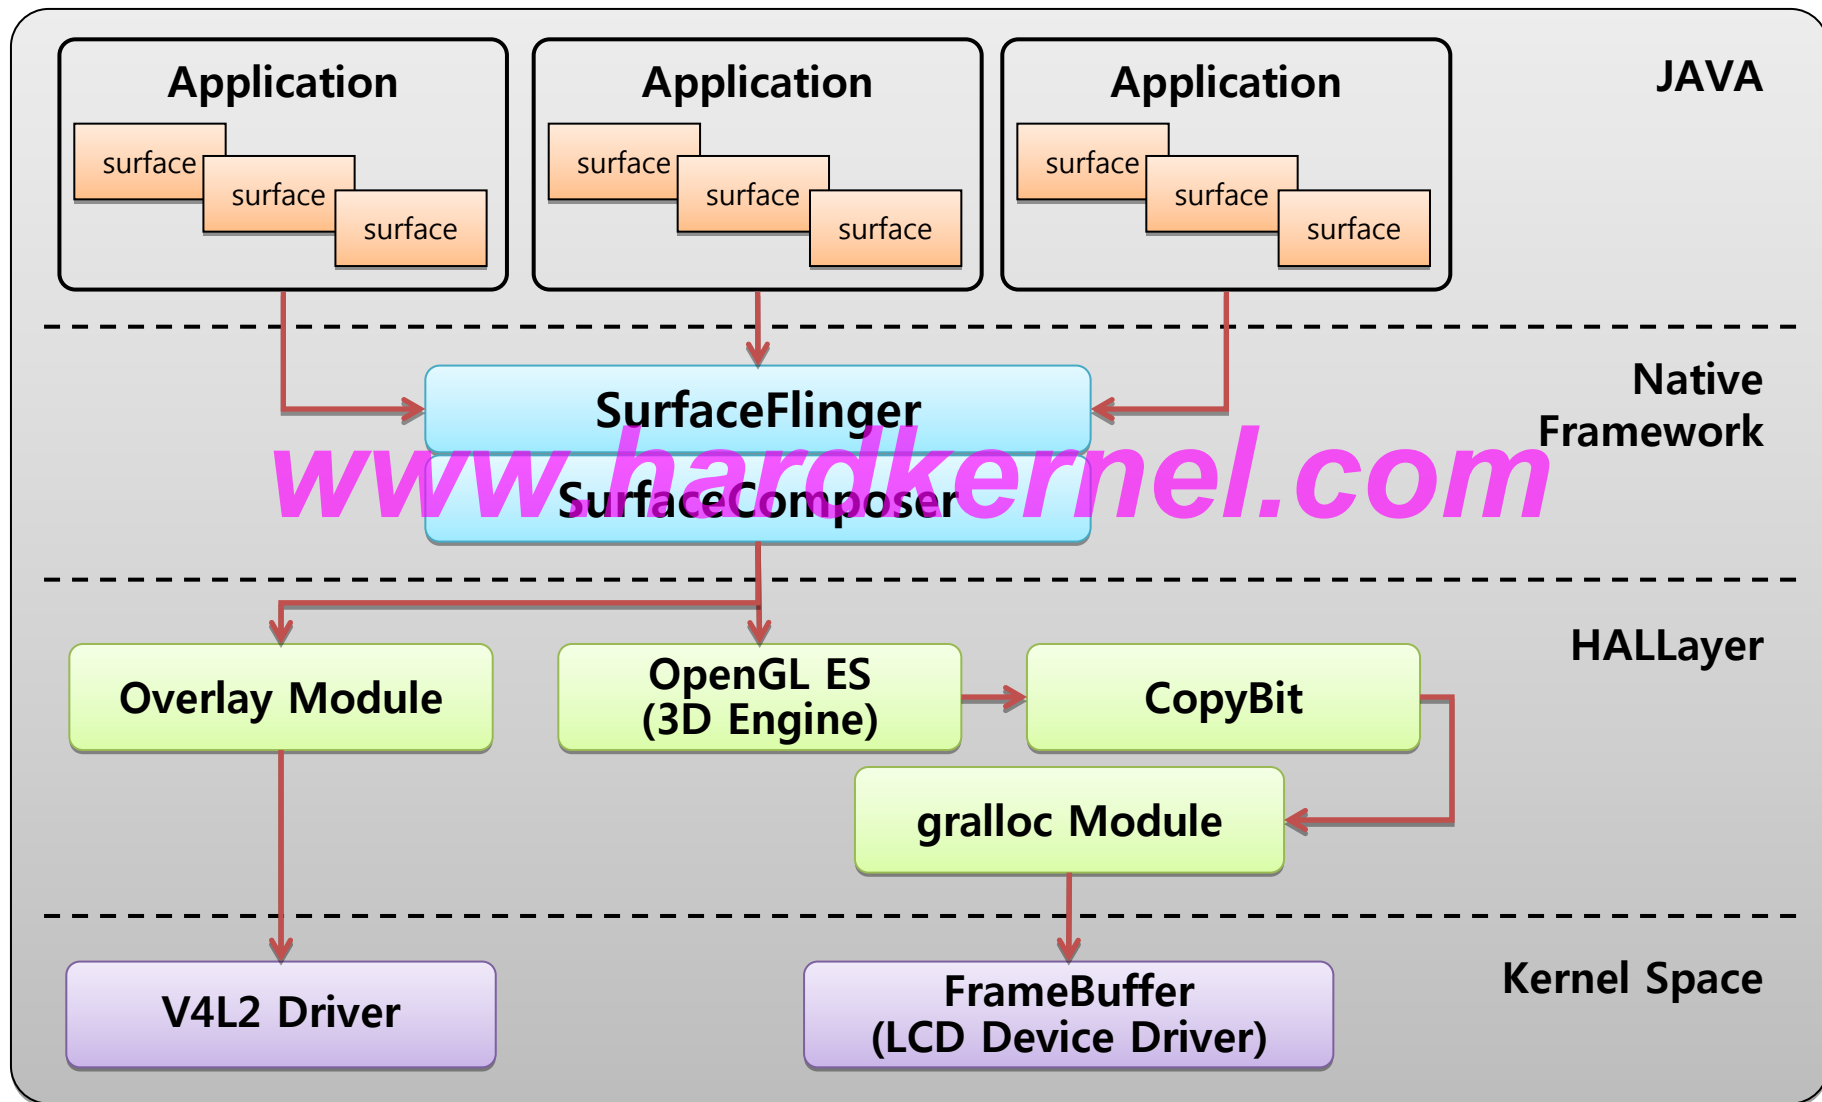 Application
surface
surface
surface
Application
surface
surface
surface
Application
surface
surface
surface
JAVA
SurfaceFlinger
SurfaceComposer
Native
Framework
www.hardkernel.com
Overlay Module
OpenGL ES
(3D Engine)
CopyBit
HALLayer
gralloc Module
V4L2 Driver
FrameBuffer
(LCD Device Driver)
Kernel Space